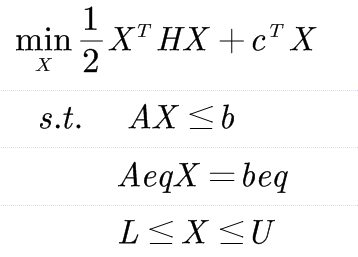 min_X 1/2 X^T HX + c^T X
s.t. AX ≤ b
AeqX = beq
L ≤ X ≤ U